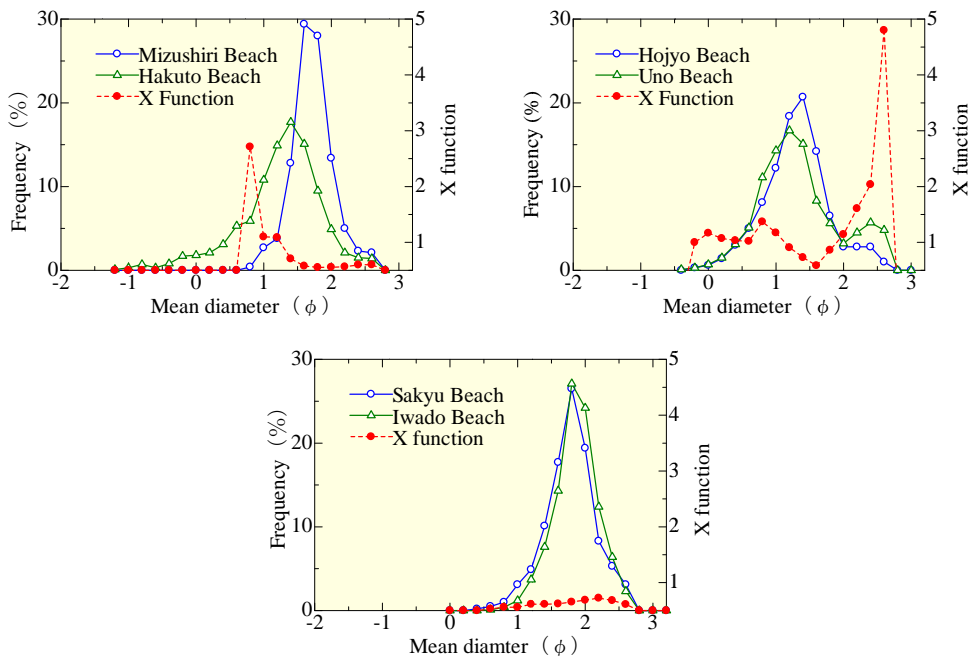 30
20
10
0
Frequency (%)
Mizushiri Beach
Hakuto Beach
X Function
5
4
3
2
1
X function
-2 -1 0 1 2 3
Mean diameter (ϕ)
30
20
10
0
Frequency (%)
Hojyo Beach
Uno Beach
X Function
5
4
3
2
1
X function
-2 -1 0 1 2 3
Mean diameter (ϕ)
30
20
10
0
Frequency (%)
Sakyu Beach
Iwado Beach
X function
5
4
3
2
1
X function
-2 -1 0 1 2 3
Mean diamter (ϕ)